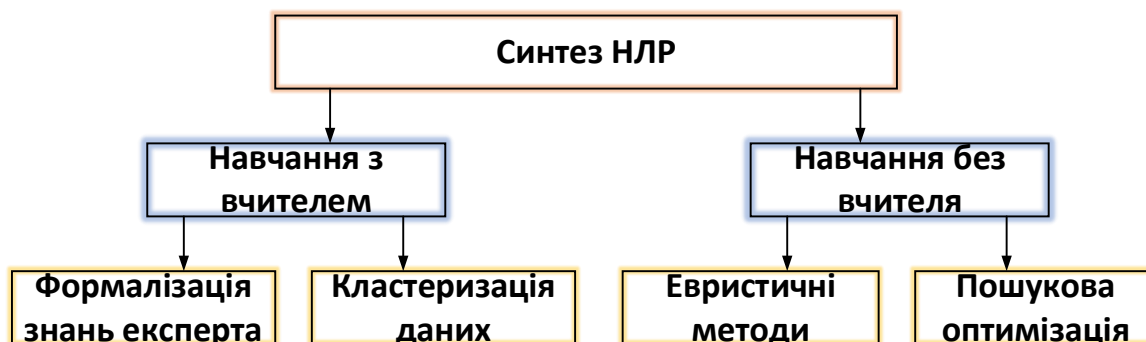 Синтез НЛР
Навчання з
вчителем
Навчання без
вчителя
Формалізація
знань експерта
Кластеризація
даних
Евристичні
методи
Пошукова
оптимізація